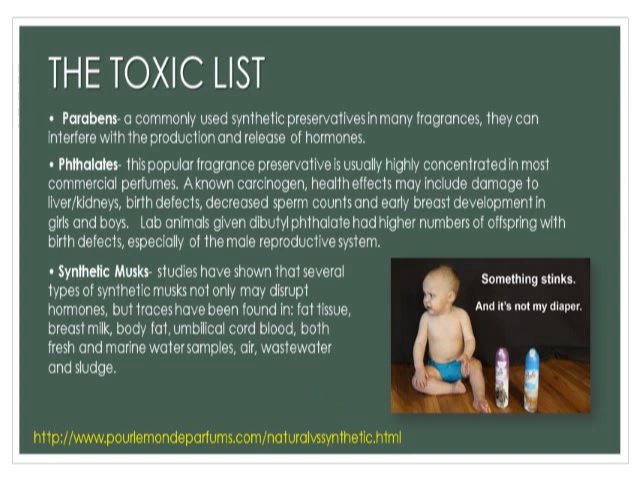 THE TOXIC LIST
• Parabens- a commonly used synthetic preservatives in many fragrances, they can
interfere with the production and release of hormones.
• Phthalates- this popular fragrance preservative is usually highly concentrated in most
commercial perfumes. A known carcinogen, health effects may include damage to
liver/kidneys, birth defects, decreased sperm counts and early breast development in
girls and boys. Lab animals given dibutyl phthalate had higher numbers of offspring with
birth defects, especially of the male reproductive system.
• Synthetic Musks- studies have shown that several
types of synthetic musks not only may disrupt
hormones, but traces have been found in: fat tissue,
breast milk, body fat, umbilical cord blood, both
fresh and marine water samples, air, wastewater
and sludge.
Something stinks.
And it's not my diaper.
http://www.pourlemondeparfums.com/naturalvssynthetic.html